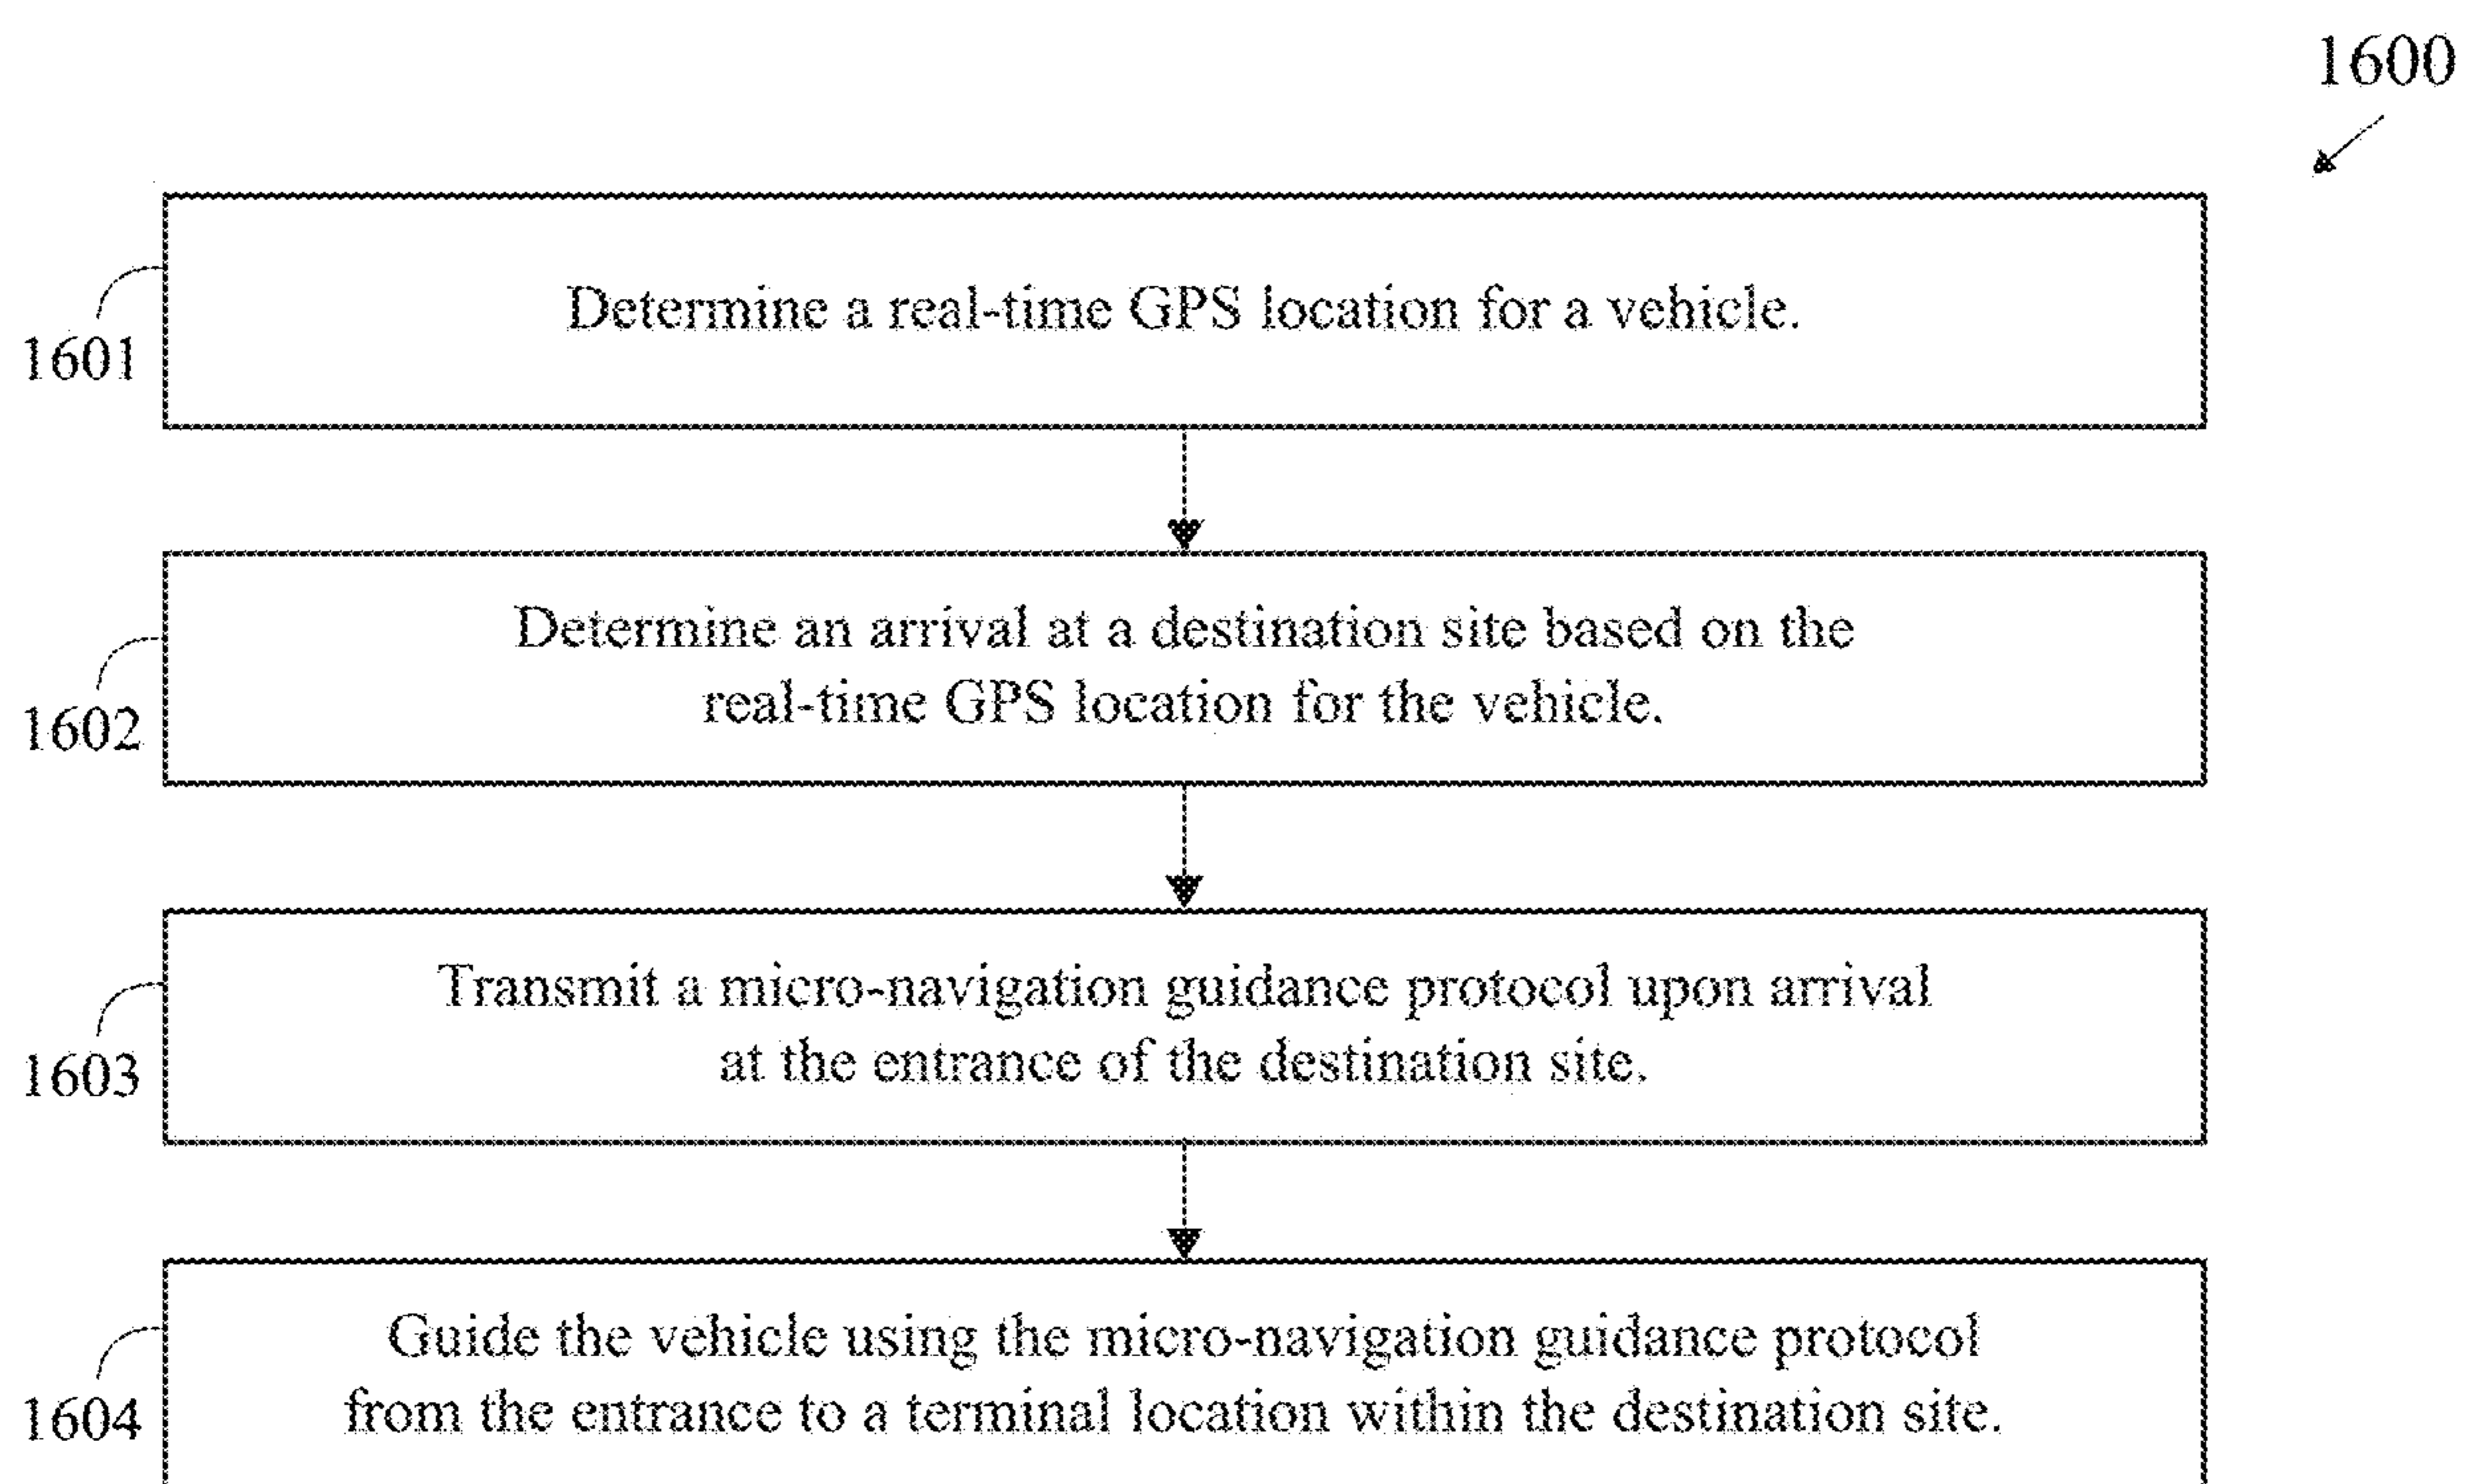 1600
Determine a real-time GPS location for a vehicle.
1601
Determine an arrival at a destination site based on the
real-time GPS location for the vehicle.
1602
Transmit a micro-navigation guidance protocol upon arrival
at the entrance of the destination site.
1603
Guide the vehicle using the micro-navigation guidance protocol
from the entrance to a terminal location within the destination site.
1604